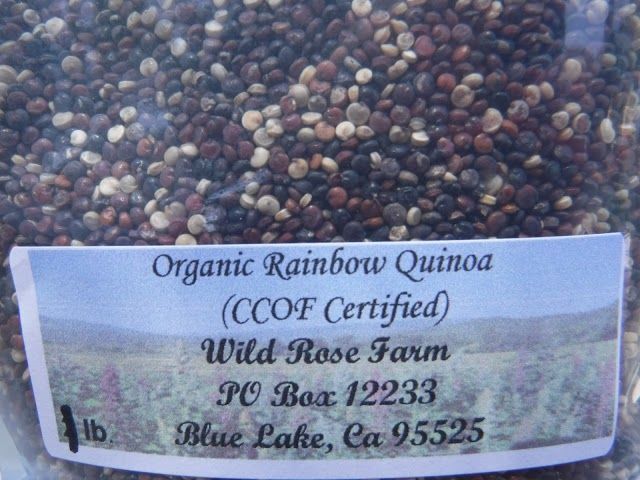 Organic Rainbow Quinoa
(CCOF Certified)
Wild Rose Farm
PO Box 12233
1 lb.
Blue Lake, Ca 95525